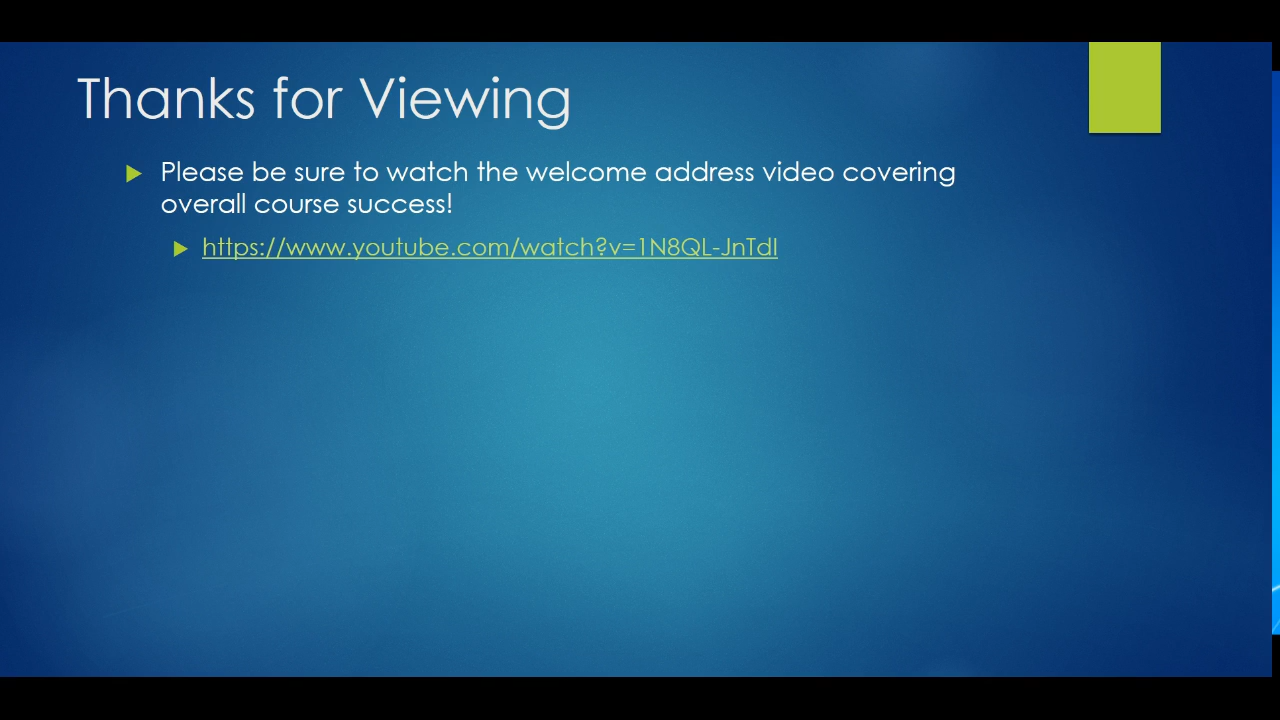 Thanks for Viewing
Please be sure to watch the welcome address video covering
overall course success!
https://www.youtube.com/watch?v=1N8QL-JnTdI